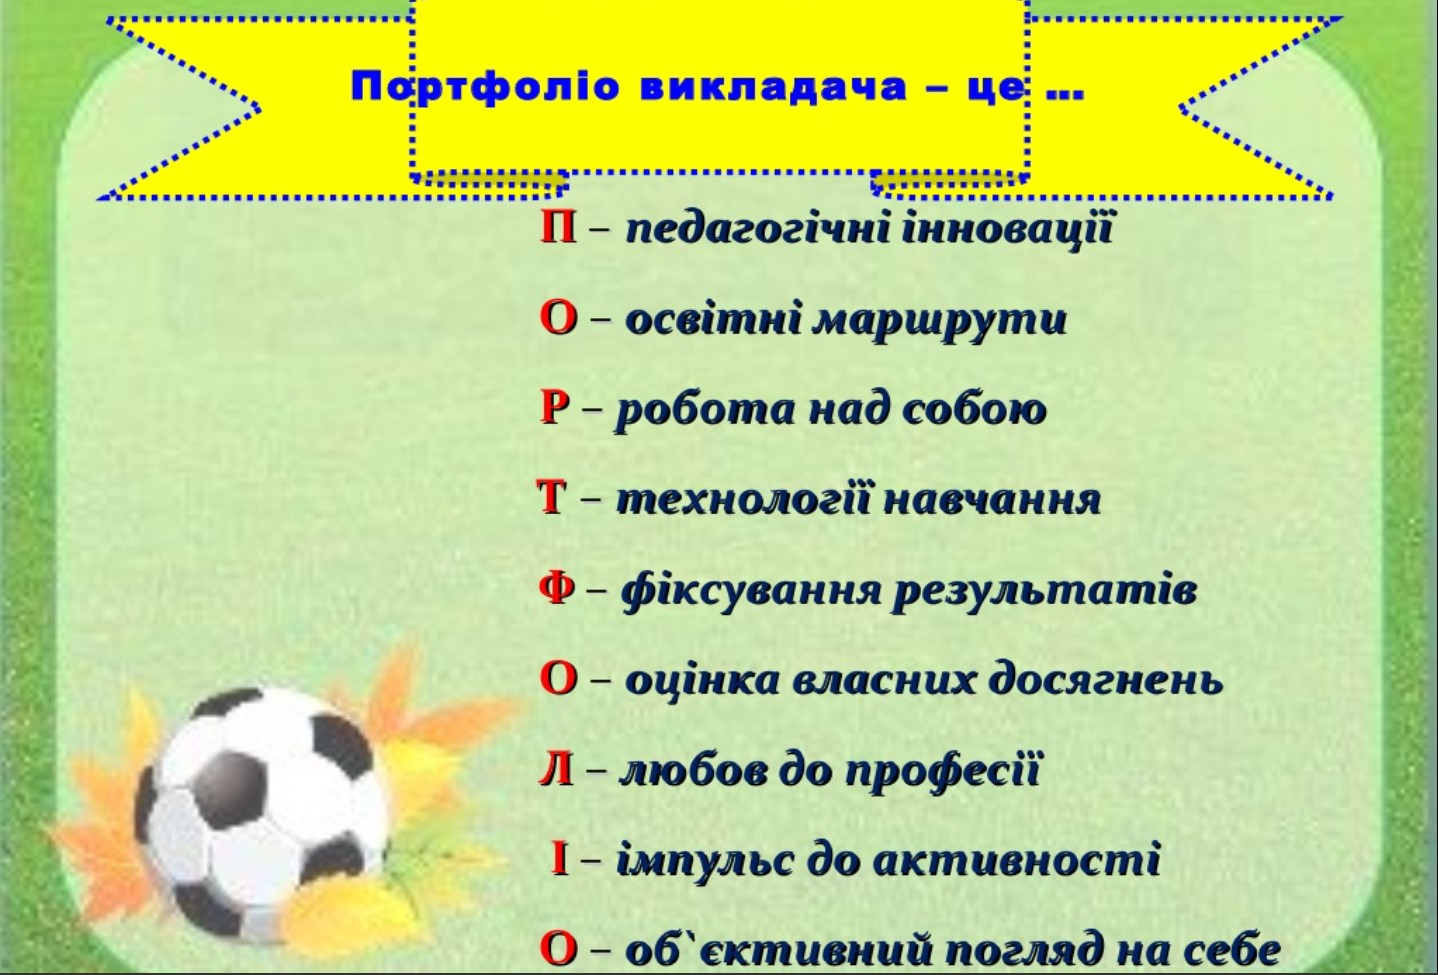 Портфоліо викладача – це ...
П – педагогічні інновації
О – освітні маршрути
Р – робота над собою
Т – технології навчання
Ф – фіксування результатів
О – оцінка власних досягнень
Л – любов до професії
І – імпульс до активності
О – об`єктивний погляд на себе